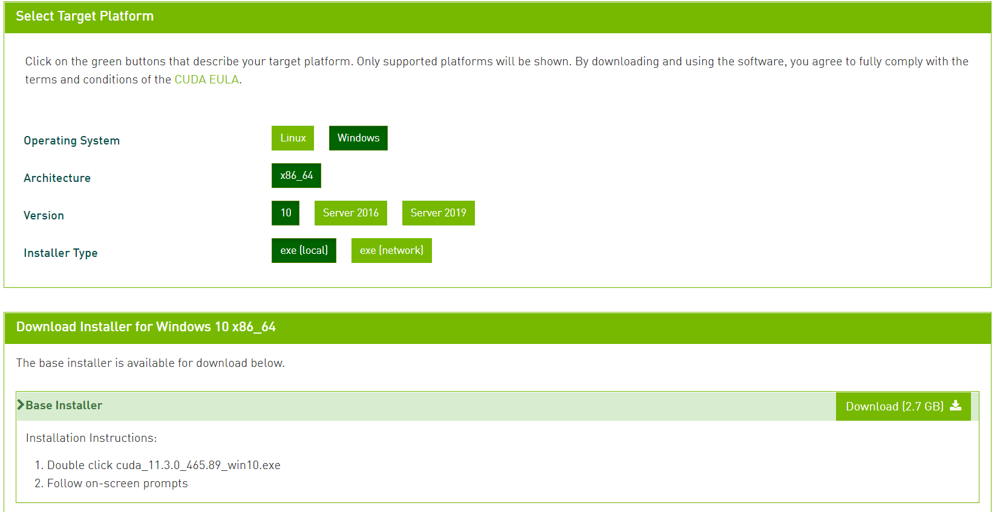 Select Target Platform
Click on the green buttons that describe your target platform. Only supported platforms will be shown. By downloading and using the software, you agree to fully comply with the
terms and conditions of the CUDA EULA.
Operating System Linux Windows
Architecture x86_64
Version 10 Server 2016 Server 2019
Installer Type exe (local) exe (network)
Download Installer for Windows 10 x86_64
The base installer is available for download below.
Base Installer Download (2.7 GB)
Installation Instructions:
1. Double click cuda_11.3.0_465.89_win10.exe
2. Follow on-screen prompts